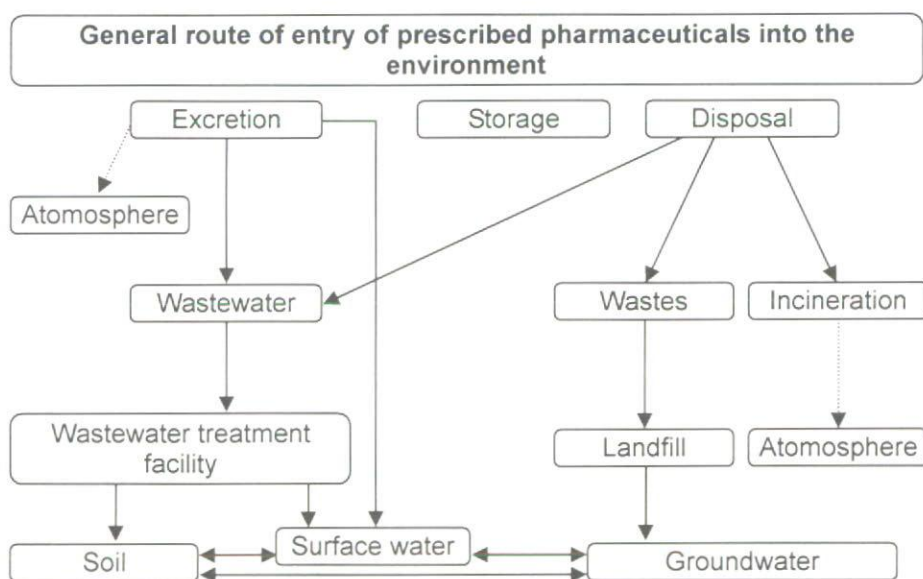 General route of entry of prescribed pharmaceuticals into the
environment
Excretion
Storage
Disposal
Atomosphere
Wastewater
Wastes
Incineration
Wastewater treatment
facility
Landfill
Atomosphere
Soil
Surface water
Groundwater